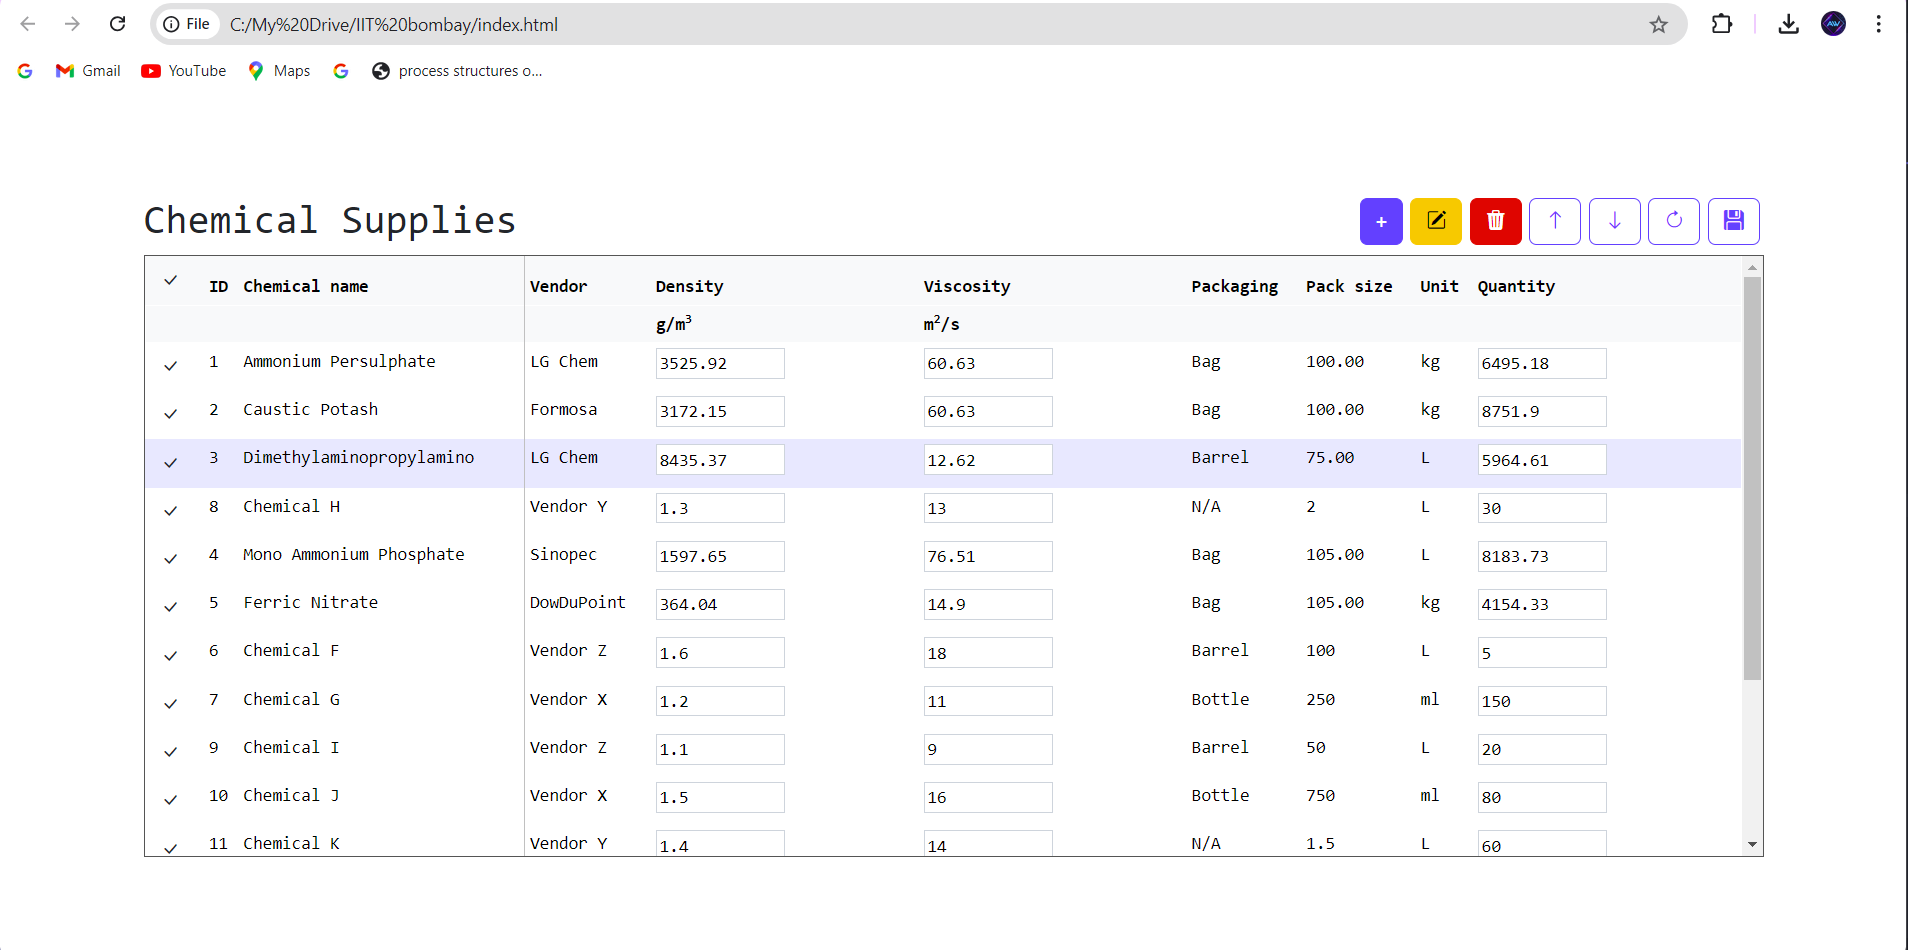 File C:/My%20Drive/IIT%20bombay/index.html
Gmail YouTube Maps process structures o...
Chemical Supplies
+
ID Chemical name Vendor Density Viscosity Packaging Pack size Unit Quantity
g/m³ m²/s
1 Ammonium Persulphate LG Chem 3525.92 60.63 Bag 100.00 kg 6495.18
2 Caustic Potash Formosa 3172.15 60.63 Bag 100.00 kg 8751.9
3 Dimethylaminopropylamino LG Chem 8435.37 12.62 Barrel 75.00 L 5964.61
8 Chemical H Vendor Y 1.3 13 N/A 2 L 30
4 Mono Ammonium Phosphate Sinopec 1597.65 76.51 Bag 105.00 L 8183.73
5 Ferric Nitrate DowDuPoint 364.04 14.9 Bag 105.00 kg 4154.33
6 Chemical F Vendor Z 1.6 18 Barrel 100 L 5
7 Chemical G Vendor X 1.2 11 Bottle 250 ml 150
9 Chemical I Vendor Z 1.1 9 Barrel 50 L 20
10 Chemical J Vendor X 1.5 16 Bottle 750 ml 80
11 Chemical K Vendor Y 1.4 14 N/A 1.5 L 60